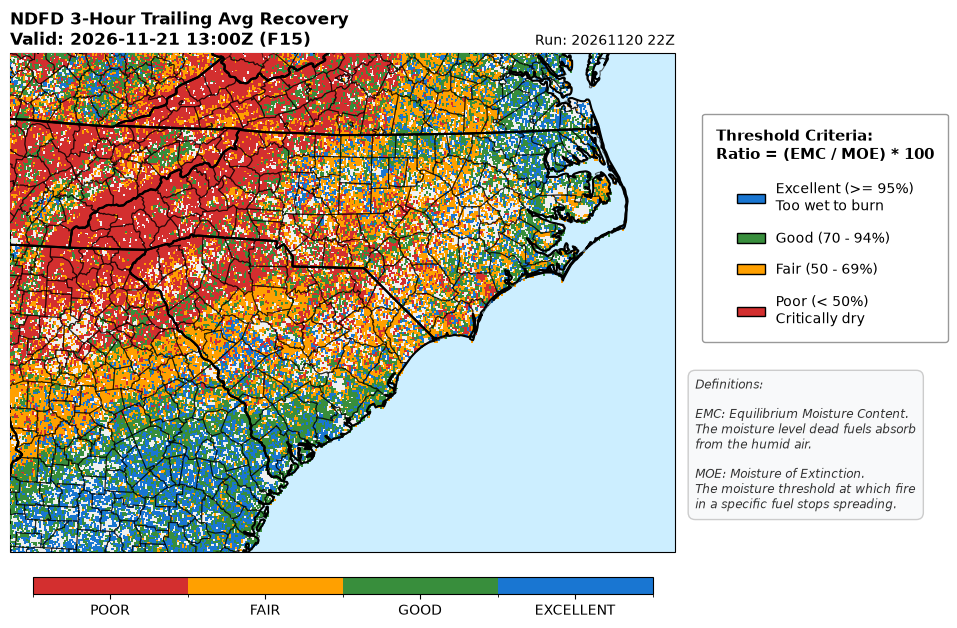 NDFD 3-Hour Trailing Avg Recovery
Valid: 2026-11-21 13:00Z (F15)
Run: 20261120 22Z
Threshold Criteria:
Ratio = (EMC / MOE) * 100
Excellent (>= 95%)
Too wet to burn
Good (70 - 94%)
Fair (50 - 69%)
Poor (< 50%)
Critically dry
Definitions:
EMC: Equilibrium Moisture Content.
The moisture level dead fuels absorb
from the humid air.
MOE: Moisture of Extinction.
The moisture threshold at which fire
in a specific fuel stops spreading.
POOR
FAIR
GOOD
EXCELLENT